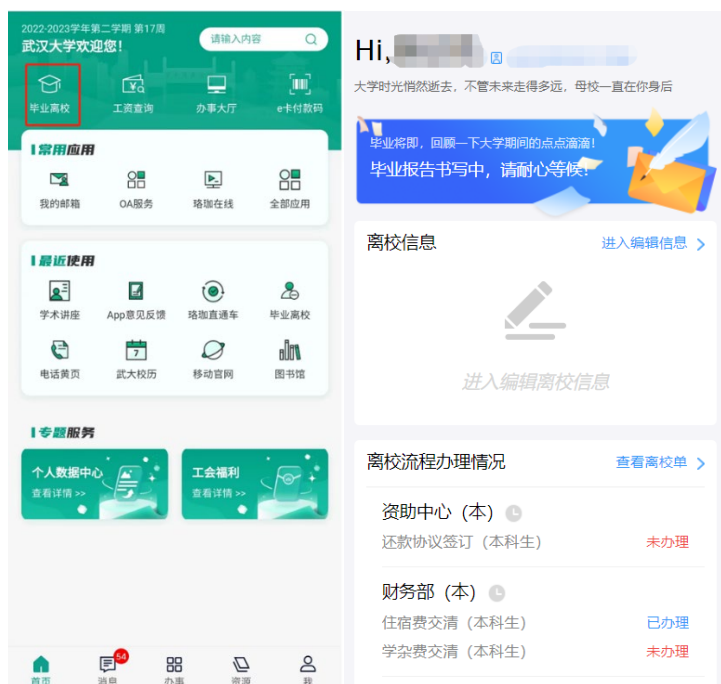 2022-2023学年第二学期 第17周
武汉大学欢迎您!
请输入内容
毕业离校
工资查询
办事大厅
e卡付款码
常用应用
我的邮箱
OA服务
珞珈在线
全部应用
最近使用
学术讲座
App意见反馈
珞珈直通车
毕业离校
7
电话黄页
武大校历
移动官网
图书馆
专题服务
个人数据中心
查看详情 >>
工会福利
查看详情 >>
54
首页
消息
办事
资源
我
Hi,
大学时光悄然逝去，不管未来走得多远，母校一直在你身后
毕业将即，回顾一下大学期间的点点滴滴!
毕业报告书写中，请耐心等候!
离校信息
进入编辑信息
进入编辑离校信息
离校流程办理情况
查看离校单
资助中心（本）
还款协议签订（本科生）
未办理
财务部（本）
住宿费交清（本科生）
已办理
学杂费交清（本科生）
未办理